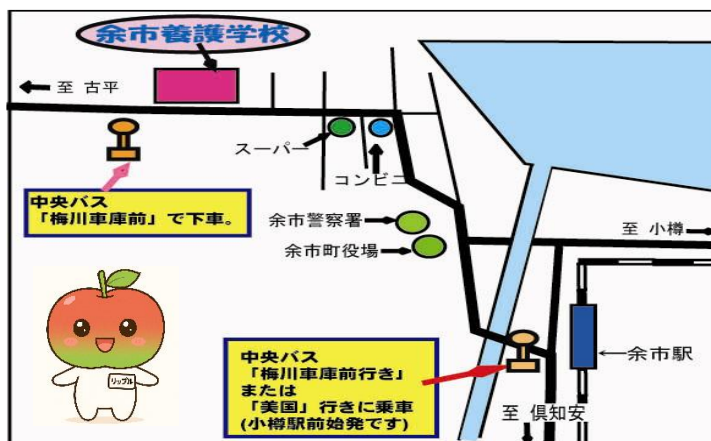 余市養護学校
至 古平
スーパー
コンビニ
中央バス
「梅川車庫前」で下車。
余市警察署
余市町役場
至 小樽
リップル
中央バス
「梅川車庫前行き」
または
「美国」行きに乗車
(小樽駅前始発です)
余市駅
至 倶知安